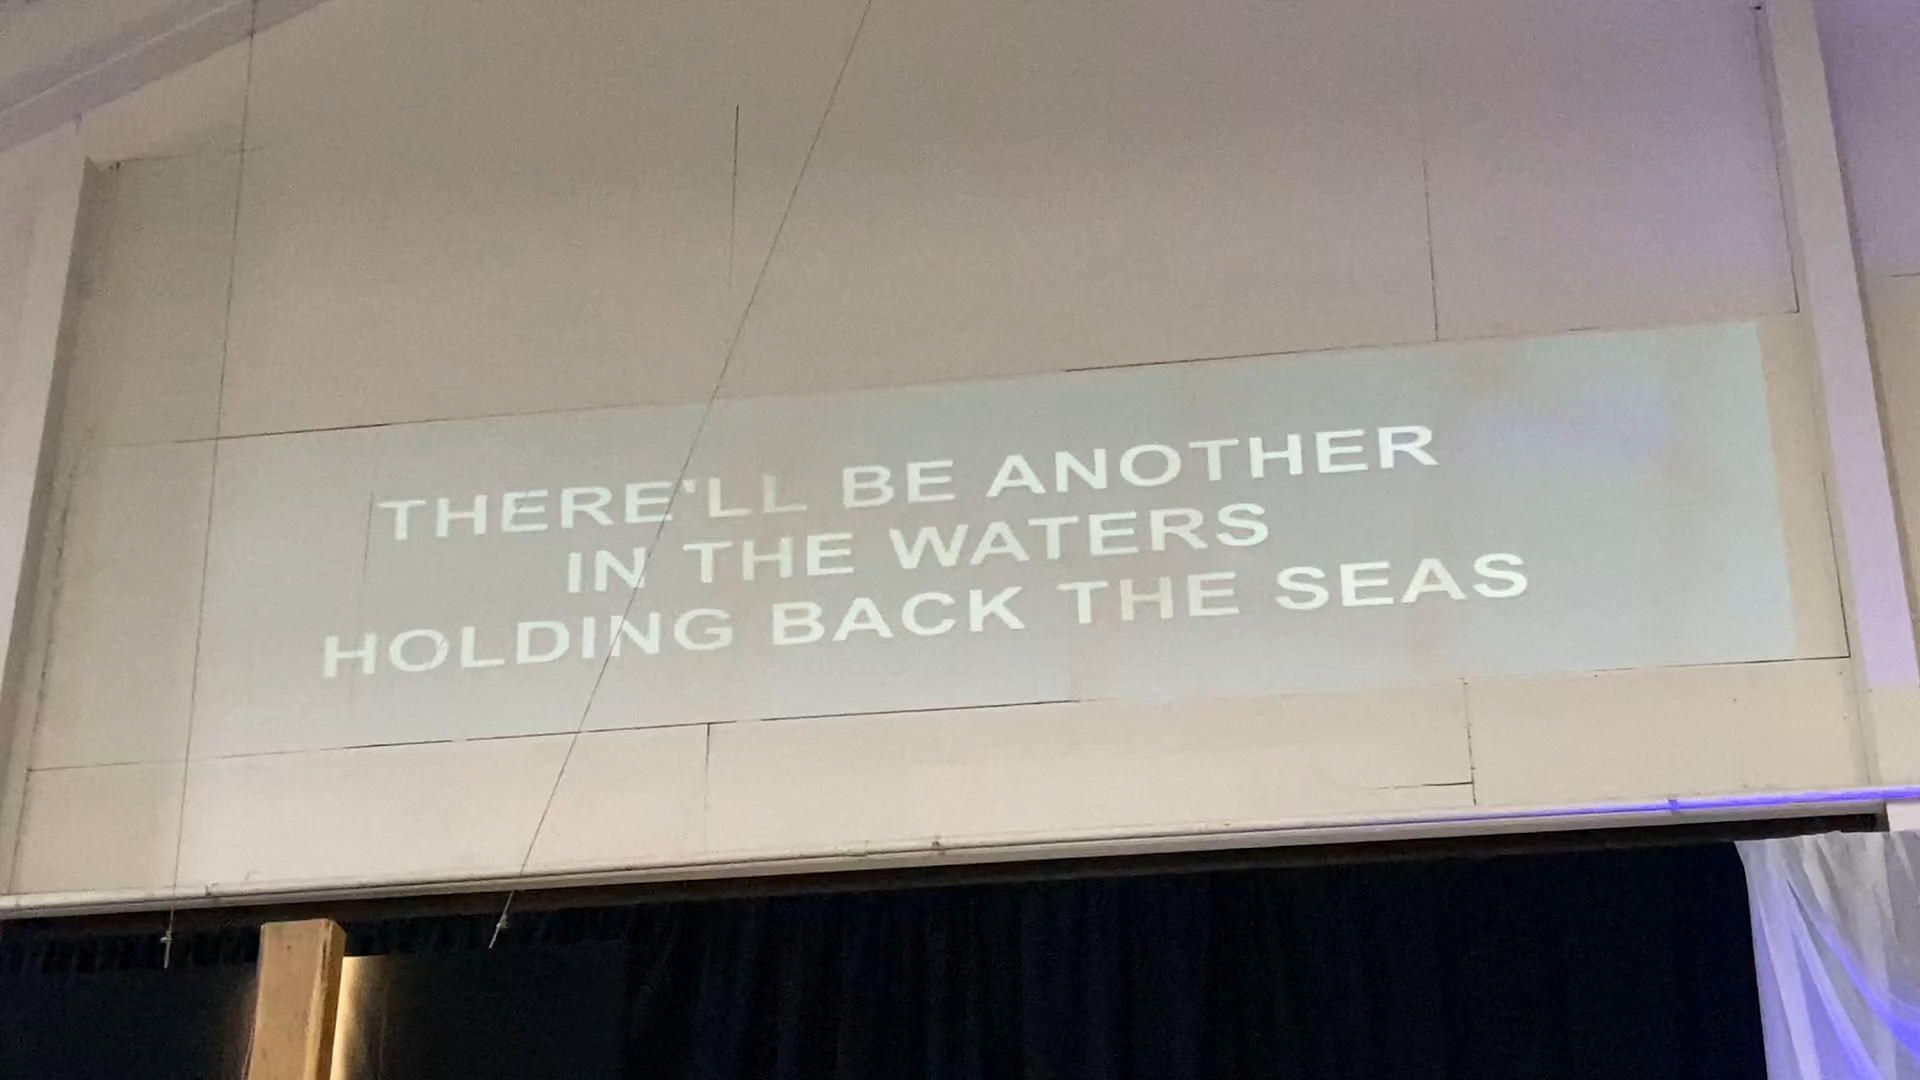 THERE'LL BE ANOTHER
IN THE WATERS
HOLDING BACK THE SEAS